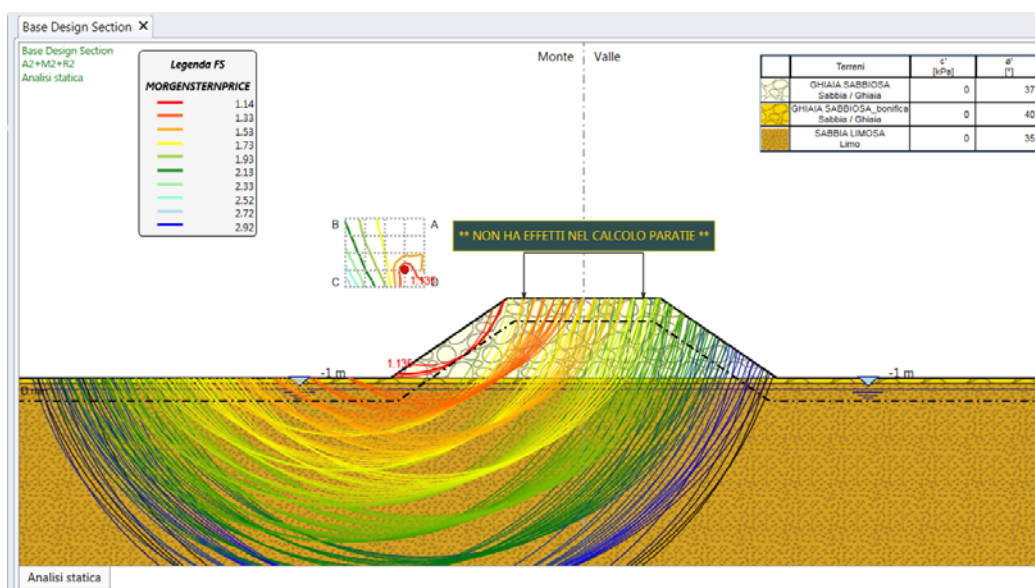 Base Design Section ✕
Base Design Section
A2+M2+R2
Analisi statica
Legenda FS
MORGENSTERNPRICE
1.14
1.33
1.53
1.73
1.93
2.13
2.33
2.52
2.72
2.92
Monte Valle
Terreni c' [kPa] ø' [°]
GHIAIA SABBIOSA
Sabbia / Ghiaia 0 37
GHIAIA SABBIOSA_bonifica
Sabbia / Ghiaia 0 40
SABBIA LIMOSA
Limo 0 35
B A
C D
1.135
** NON HA EFFETTI NEL CALCOLO PARATIE **
1.135
-1 m -1 m
Analisi statica